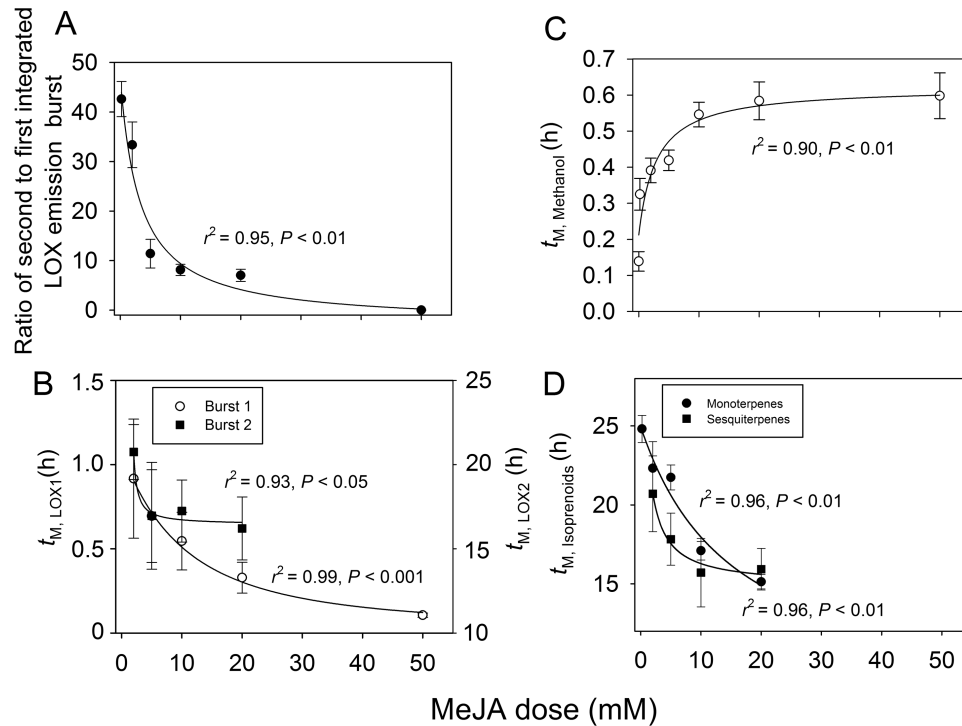 A
Ratio of second to first integrated
LOX emission burst
50
40
30
20
10
0
r² = 0.95, P < 0.01
C
t M, Methanol (h)
0.7
0.6
0.5
0.4
0.3
0.2
0.1
0.0
r² = 0.90, P < 0.01
B
t M, LOX1 (h)
1.5
1.0
0.5
0
Burst 1
Burst 2
r² = 0.93, P < 0.05
r² = 0.99, P < 0.001
25
20
15
10
t M, LOX2 (h)
0 10 20 30 40 50
D
t M, Isoprenoids (h)
25
20
15
Monoterpenes
Sesquiterpenes
r² = 0.96, P < 0.01
r² = 0.96, P < 0.01
0 10 20 30 40 50
MeJA dose (mM)